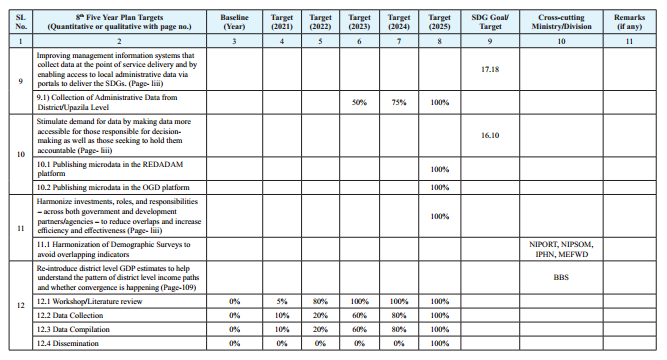 Sl. No. 8th Five Year Plan Targets (Quantitative or qualitative with page no.) Baseline (Year) Target (2021) Target (2022) Target (2023) Target (2024) Target (2025) SDG Goal/ Target Cross-cutting Ministry/Division Remarks (if any)
1 2 3 4 5 6 7 8 9 10 11
9 Improving management information systems that
collect data at the point of service delivery and by
enabling access to local administrative data via
portals to deliver the SDGs. (Page- liii) 17.18
9.1) Collection of Administrative Data from
District/Upazila Level 50% 75% 100%
10 Stimulate demand for data by making data more
accessible for those responsible for decision-
making as well as those seeking to hold them
accountable (Page- liii) 16.10
10.1 Publishing microdata in the REDADAM
platform 100%
10.2 Publishing microdata in the OGD platform 100%
11 Harmonize investments, roles, and responsibilities
– across both government and development
partners/agencies – to reduce overlaps and increase
efficiency and effectiveness (Page- liii) 100%
11.1 Harmonization of Demographic Surveys to
avoid overlapping indicators NIPORT, NIPSOM,
IPHN, MEFWD
12 Re-introduce district level GDP estimates to help
understand the pattern of district level income paths
and whether convergence is happening (Page-109) BBS
12.1 Workshop/Literature review 0% 5% 80% 100% 100% 100%
12.2 Data Collection 0% 10% 20% 60% 80% 100%
12.3 Data Compilation 0% 10% 20% 60% 80% 100%
12.4 Dissemination 0% 0% 0% 0% 0% 100%